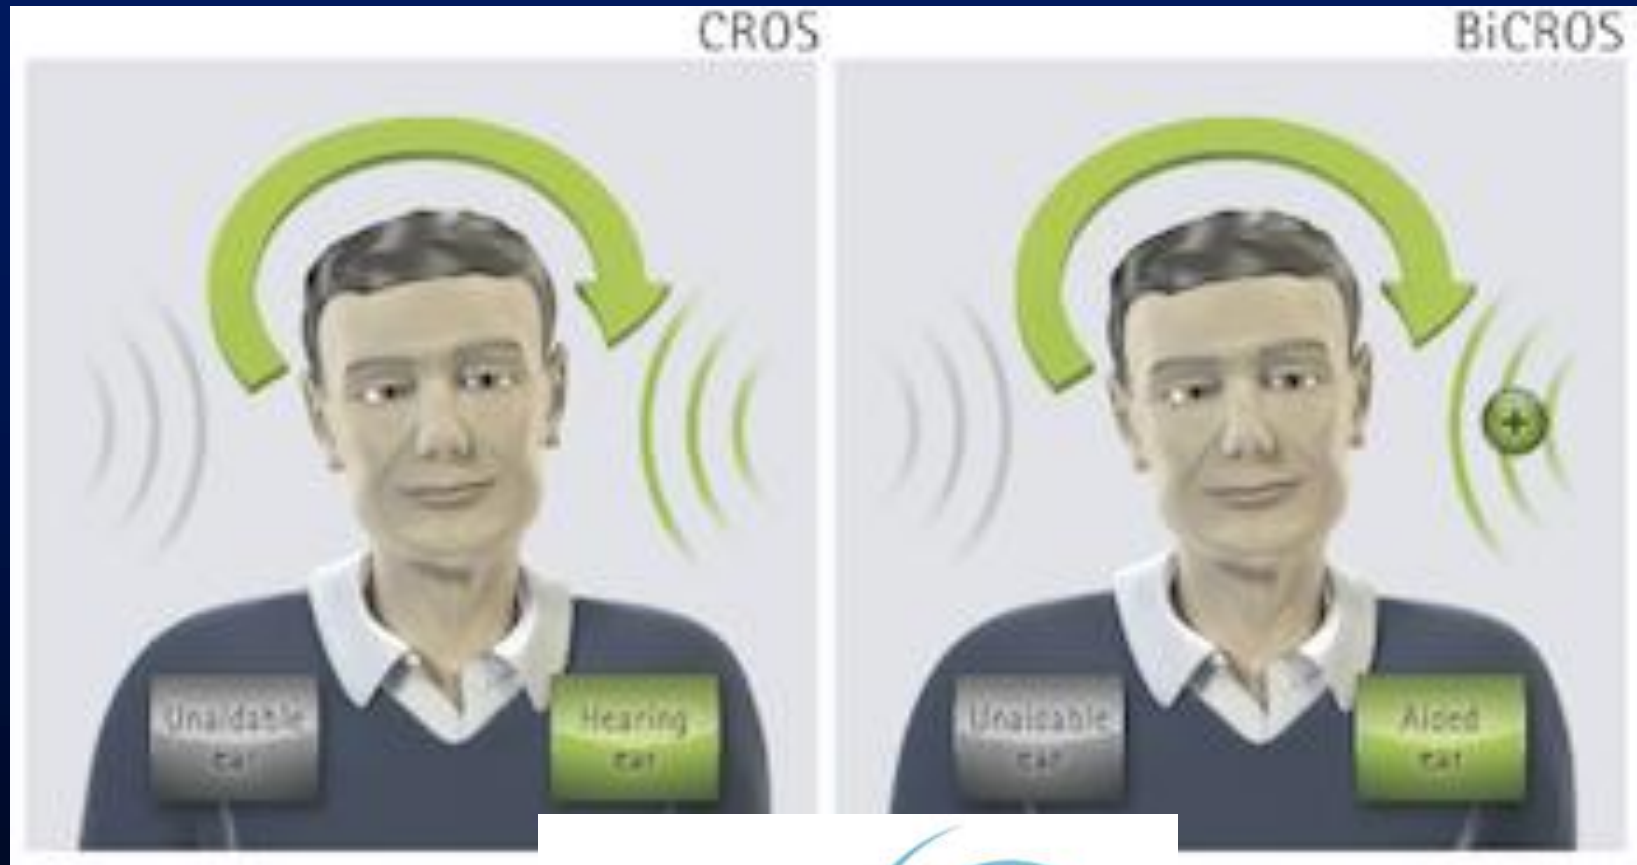 CROS
BiCROS
Unaidable
ear
Hearing
ear
Unaidable
ear
Aided
ear